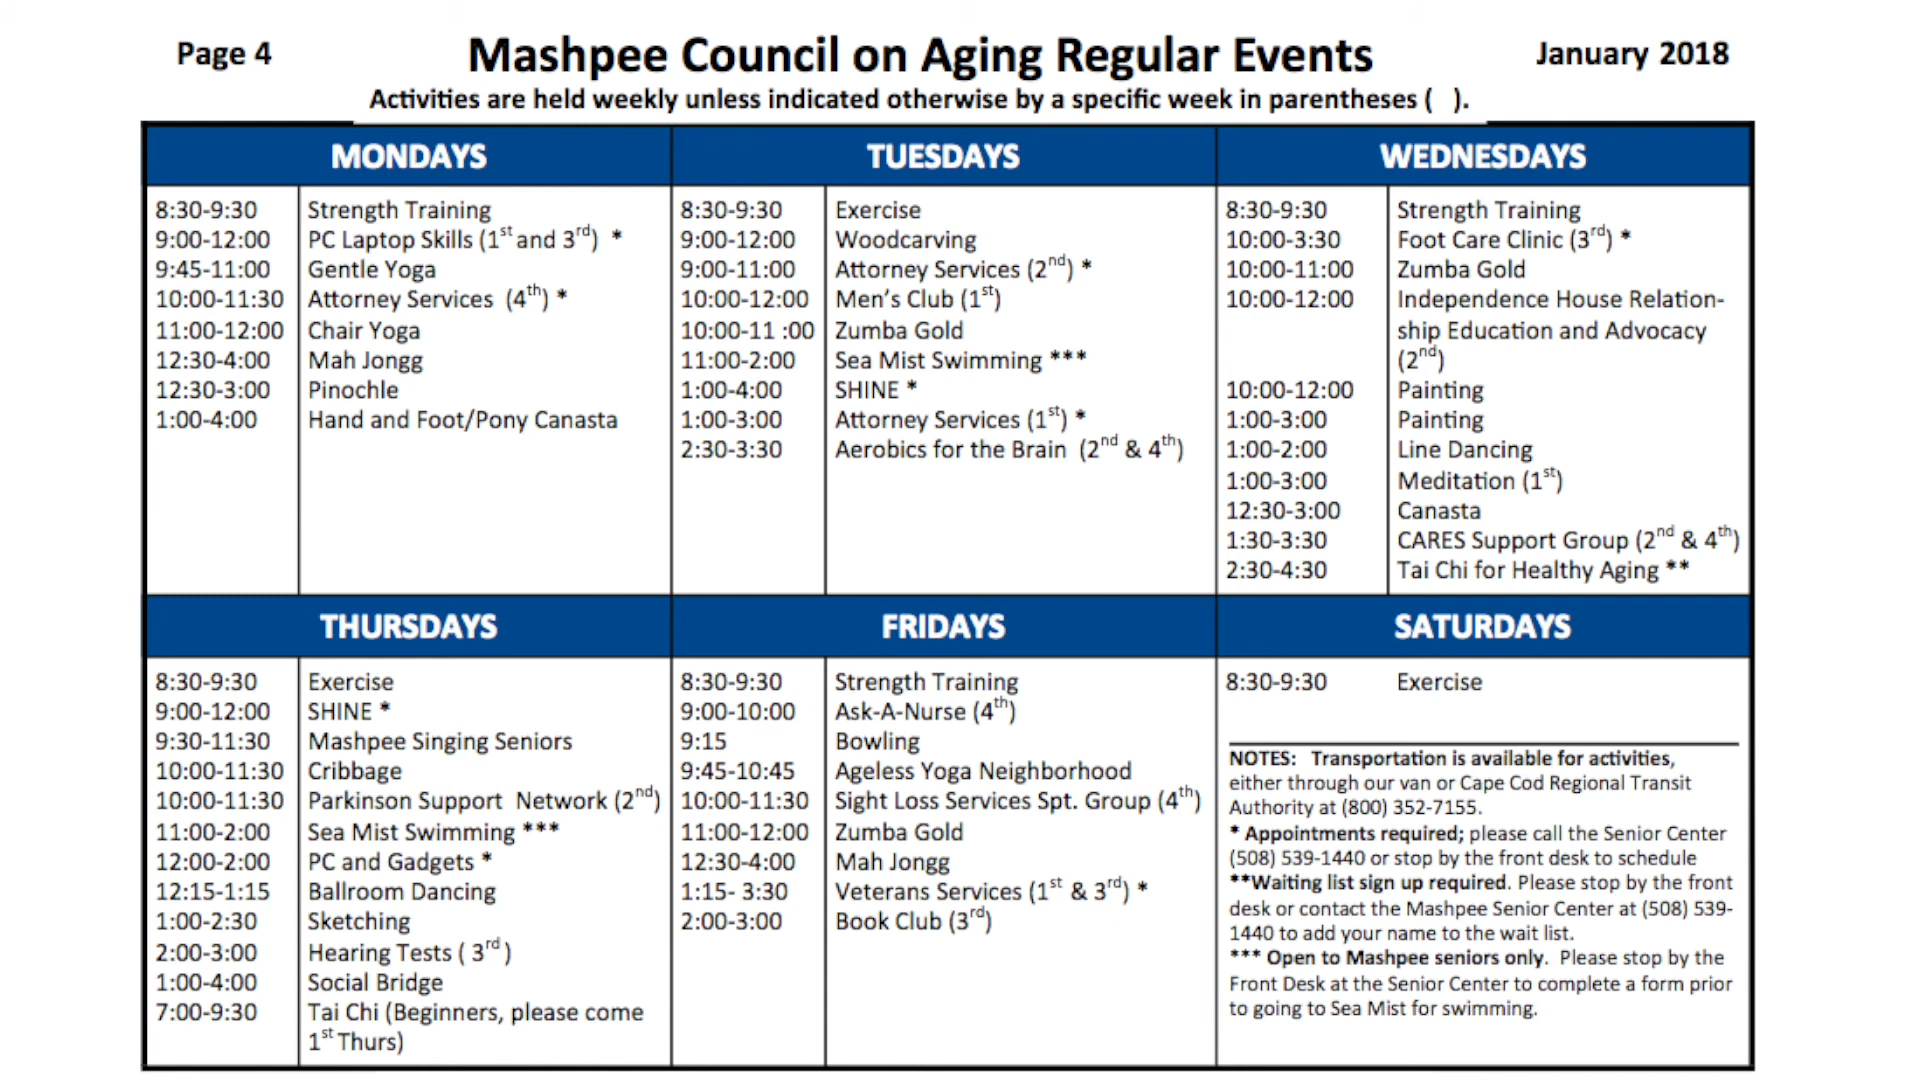 Page 4
Mashpee Council on Aging Regular Events
January 2018
Activities are held weekly unless indicated otherwise by a specific week in parentheses (   ).
MONDAYS
8:30-9:30 Strength Training
9:00-12:00 PC Laptop Skills (1st and 3rd) *
9:45-11:00 Gentle Yoga
10:00-11:30 Attorney Services (4th) *
11:00-12:00 Chair Yoga
12:30-4:00 Mah Jongg
12:30-3:00 Pinochle
1:00-4:00 Hand and Foot/Pony Canasta
TUESDAYS
8:30-9:30 Exercise
9:00-12:00 Woodcarving
9:00-11:00 Attorney Services (2nd) *
10:00-12:00 Men's Club (1st)
10:00-11 :00 Zumba Gold
11:00-2:00 Sea Mist Swimming ***
1:00-4:00 SHINE *
1:00-3:00 Attorney Services (1st) *
2:30-3:30 Aerobics for the Brain (2nd & 4th)
WEDNESDAYS
8:30-9:30 Strength Training
10:00-3:30 Foot Care Clinic (3rd) *
10:00-11:00 Zumba Gold
10:00-12:00 Independence House Relation-
ship Education and Advocacy
(2nd)
10:00-12:00 Painting
1:00-3:00 Painting
1:00-2:00 Line Dancing
1:00-3:00 Meditation (1st)
12:30-3:00 Canasta
1:30-3:30 CARES Support Group (2nd & 4th)
2:30-4:30 Tai Chi for Healthy Aging **
THURSDAYS
8:30-9:30 Exercise
9:00-12:00 SHINE *
9:30-11:30 Mashpee Singing Seniors
10:00-11:30 Cribbage
10:00-11:30 Parkinson Support Network (2nd)
11:00-2:00 Sea Mist Swimming ***
12:00-2:00 PC and Gadgets *
12:15-1:15 Ballroom Dancing
1:00-2:30 Sketching
2:00-3:00 Hearing Tests ( 3rd )
1:00-4:00 Social Bridge
7:00-9:30 Tai Chi (Beginners, please come
1st Thurs)
FRIDAYS
8:30-9:30 Strength Training
9:00-10:00 Ask-A-Nurse (4th)
9:15 Bowling
9:45-10:45 Ageless Yoga Neighborhood
10:00-11:30 Sight Loss Services Spt. Group (4th)
11:00-12:00 Zumba Gold
12:30-4:00 Mah Jongg
1:15- 3:30 Veterans Services (1st & 3rd) *
2:00-3:00 Book Club (3rd)
SATURDAYS
8:30-9:30 Exercise
NOTES: Transportation is available for activities,
either through our van or Cape Cod Regional Transit
Authority at (800) 352-7155.
* Appointments required; please call the Senior Center
(508) 539-1440 or stop by the front desk to schedule
**Waiting list sign up required. Please stop by the front
desk or contact the Mashpee Senior Center at (508) 539-
1440 to add your name to the wait list.
*** Open to Mashpee seniors only. Please stop by the
Front Desk at the Senior Center to complete a form prior
to going to Sea Mist for swimming.